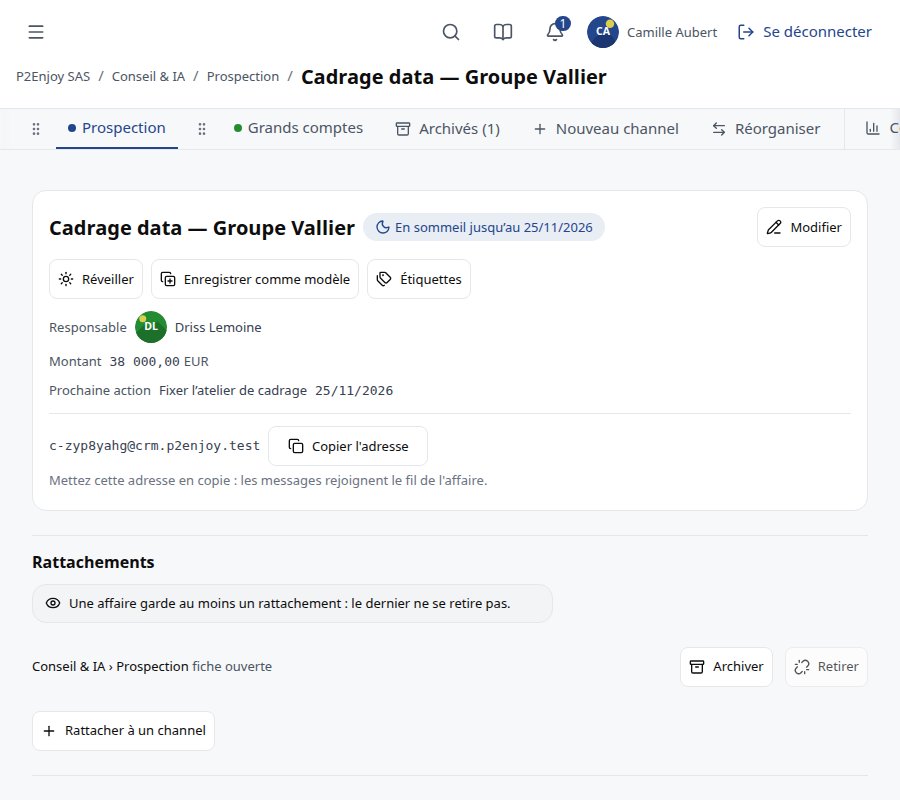 1
CA Camille Aubert Se déconnecter
P2Enjoy SAS / Conseil & IA / Prospection / Cadrage data — Groupe Vallier
Prospection Grands comptes Archivés (1) Nouveau channel Réorganiser
Cadrage data — Groupe Vallier En sommeil jusqu'au 25/11/2026 Modifier
Réveiller Enregistrer comme modèle Étiquettes
Responsable DL Driss Lemoine
Montant 38 000,00 EUR
Prochaine action Fixer l'atelier de cadrage 25/11/2026
c-zyp8yahg@crm.p2enjoy.test Copier l'adresse
Mettez cette adresse en copie : les messages rejoignent le fil de l'affaire.
Rattachements
Une affaire garde au moins un rattachement : le dernier ne se retire pas.
Conseil & IA › Prospection fiche ouverte Archiver Retirer
Rattacher à un channel